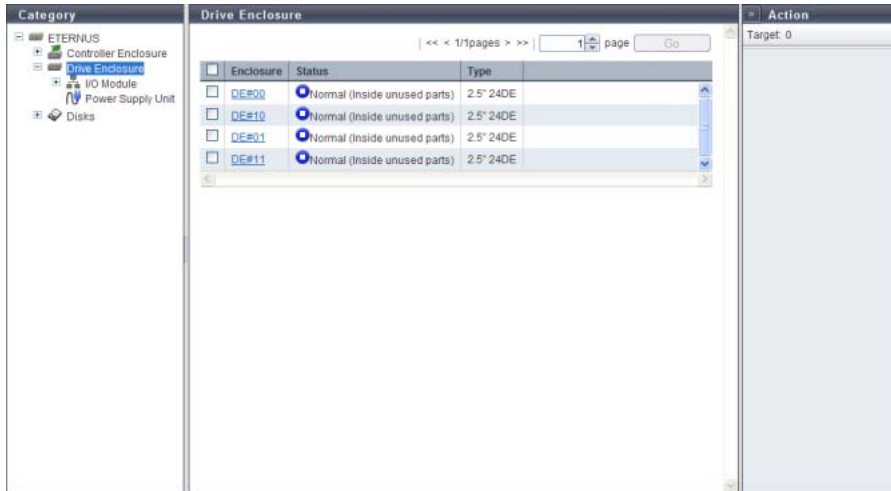 Category
ETERNUS
Controller Enclosure
Drive Enclosure
I/O Module
Power Supply Unit
Disks
Drive Enclosure
| << < 1/1pages > >> | 1 page Go
Enclosure Status Type
DE#00 Normal (Inside unused parts) 2.5" 24DE
DE#10 Normal (Inside unused parts) 2.5" 24DE
DE#01 Normal (Inside unused parts) 2.5" 24DE
DE#11 Normal (Inside unused parts) 2.5" 24DE
» Action
Target: 0